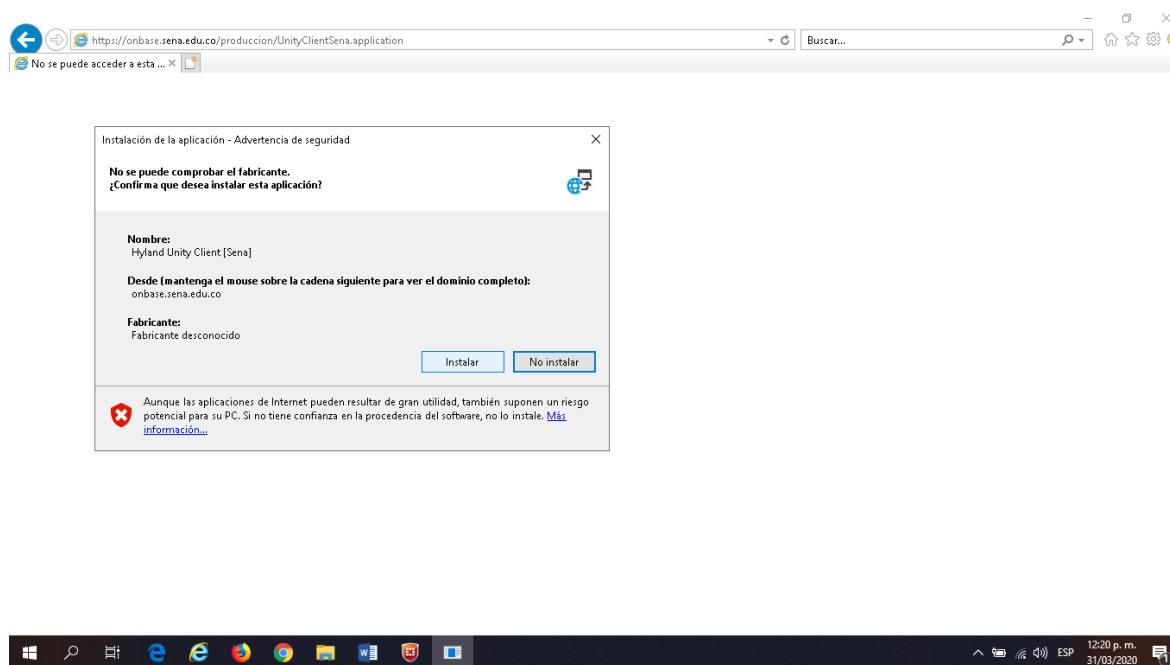 https://onbase.sena.edu.co/produccion/UnityClientSena.application
Buscar...
No se puede acceder a esta ...
Instalación de la aplicación - Advertencia de seguridad
No se puede comprobar el fabricante.
¿Confirma que desea instalar esta aplicación?
Nombre:
Hyland Unity Client [Sena]
Desde (mantenga el mouse sobre la cadena siguiente para ver el dominio completo):
onbase.sena.edu.co
Fabricante:
Fabricante desconocido
Instalar
No instalar
Aunque las aplicaciones de Internet pueden resultar de gran utilidad, también suponen un riesgo
potencial para su PC. Si no tiene confianza en la procedencia del software, no lo instale. Más
información...
ESP
12:20 p. m.
31/03/2020